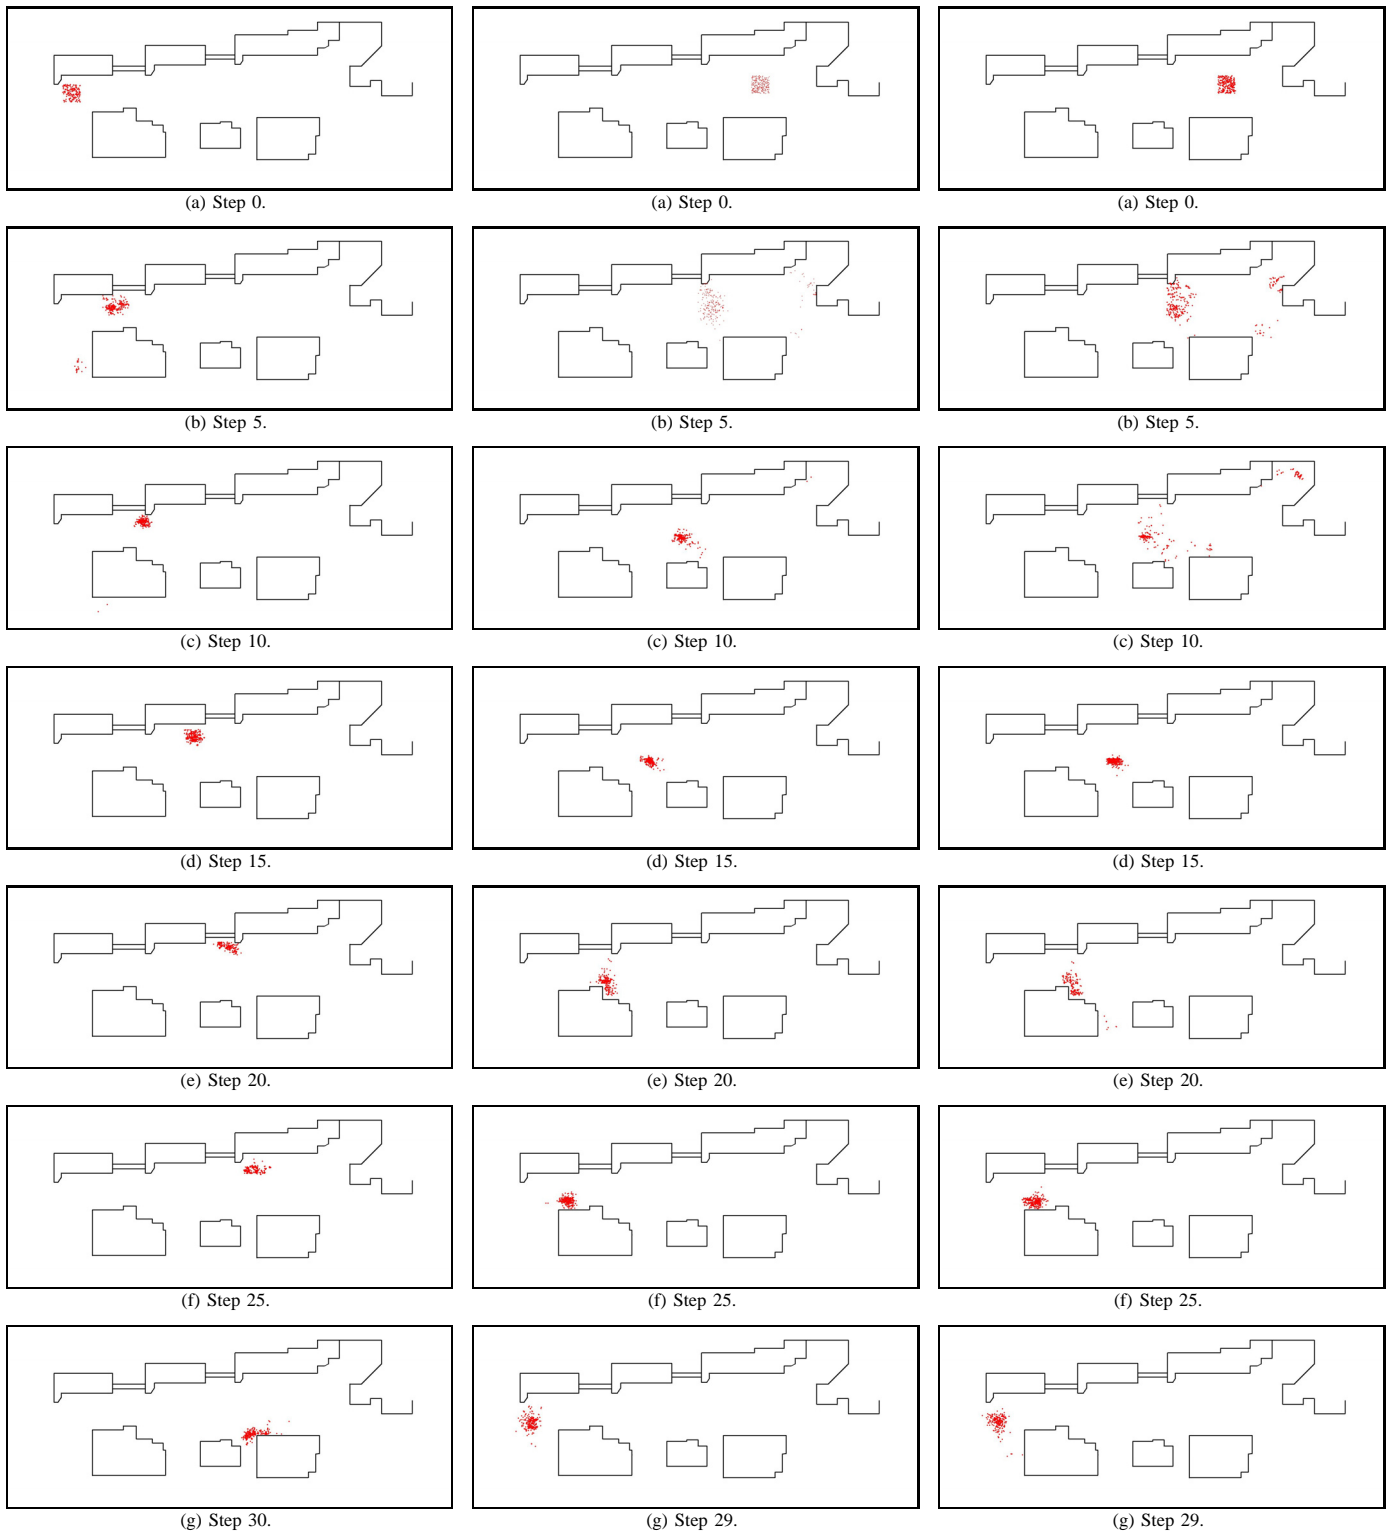 (a) Step 0.
(a) Step 0.
(a) Step 0.
(b) Step 5.
(b) Step 5.
(b) Step 5.
(c) Step 10.
(c) Step 10.
(c) Step 10.
(d) Step 15.
(d) Step 15.
(d) Step 15.
(e) Step 20.
(e) Step 20.
(e) Step 20.
(f) Step 25.
(f) Step 25.
(f) Step 25.
(g) Step 30.
(g) Step 29.
(g) Step 29.